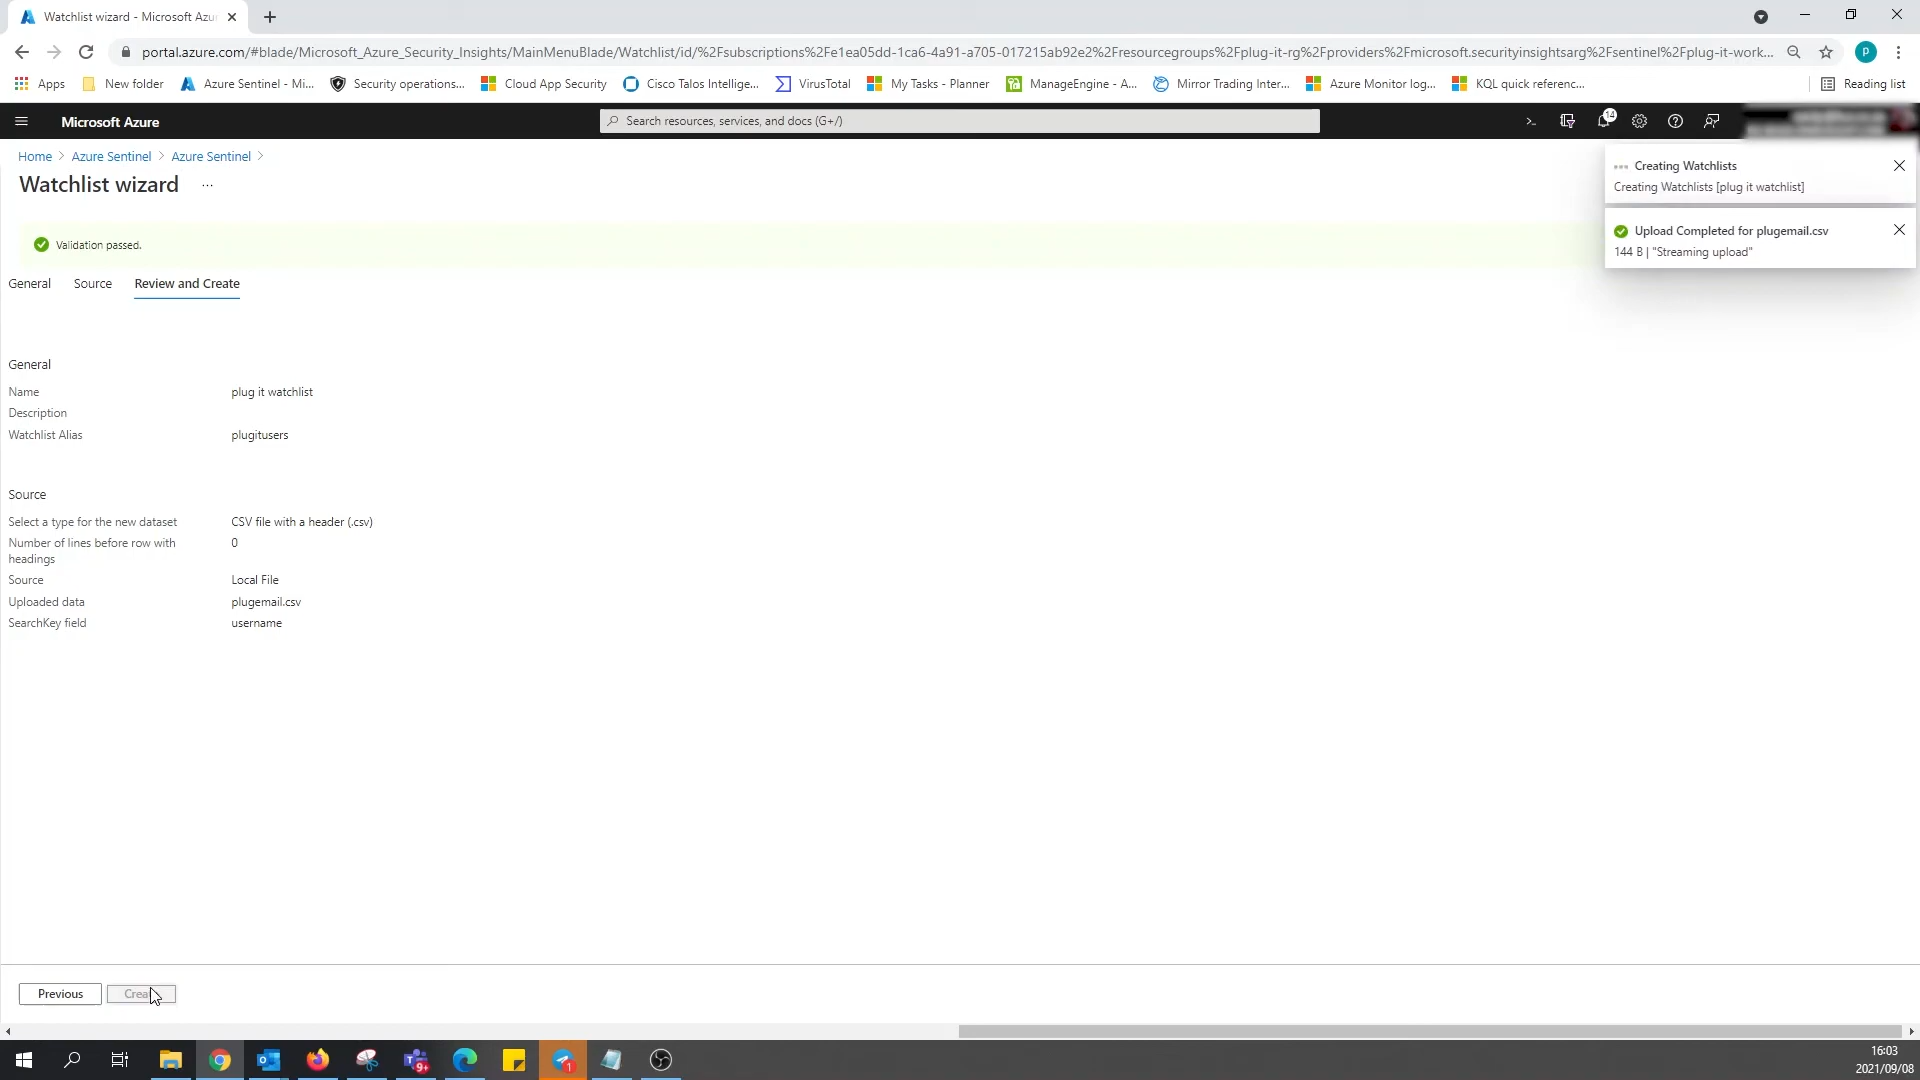 Watchlist wizard - Microsoft Azu
portal.azure.com/#blade/Microsoft_Azure_Security_Insights/MainMenuBlade/Watchlist/id/%2Fsubscriptions%2Fe1ea05dd-1ca6-4a91-a705-017215ab92e2%2Fresourcegroups%2Fplug-it-rg%2Fproviders%2Fmicrosoft.securityinsightsarg%2Fsentinel%2Fplug-it-work...
P
Apps
New folder
Azure Sentinel - Mi...
Security operations...
Cloud App Security
Cisco Talos Intellige...
VirusTotal
My Tasks - Planner
ManageEngine - A...
Mirror Trading Inter...
Azure Monitor log...
KQL quick referenc...
Reading list
Microsoft Azure
Search resources, services, and docs (G+/)
14
Home > Azure Sentinel > Azure Sentinel >
Watchlist wizard ...
Creating Watchlists
Creating Watchlists [plug it watchlist]
Upload Completed for plugemail.csv
144 B | "Streaming upload"
Validation passed.
General Source Review and Create
General
Name plug it watchlist
Description
Watchlist Alias plugitusers
Source
Select a type for the new dataset CSV file with a header (.csv)
Number of lines before row with headings 0
Source Local File
Uploaded data plugemail.csv
SearchKey field username
Previous
9+
1
16:03
2021/09/08